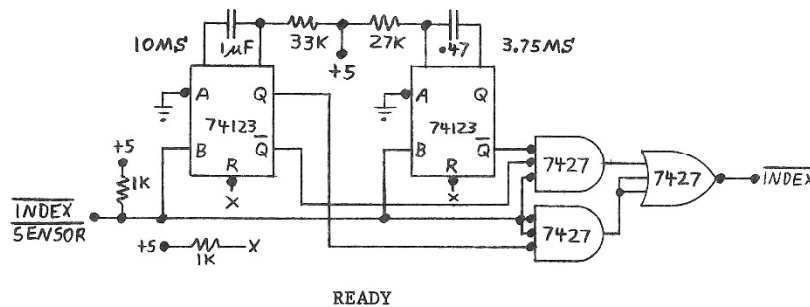 10MS
1µF
33K
27K
.47
3.75MS
+5
A
Q
74123
B
Q
R
X
A
Q
74123
B
Q
R
X
+5
1K
INDEX
SENSOR
+5
1K
X
7427
7427
7427
INDEX
READY